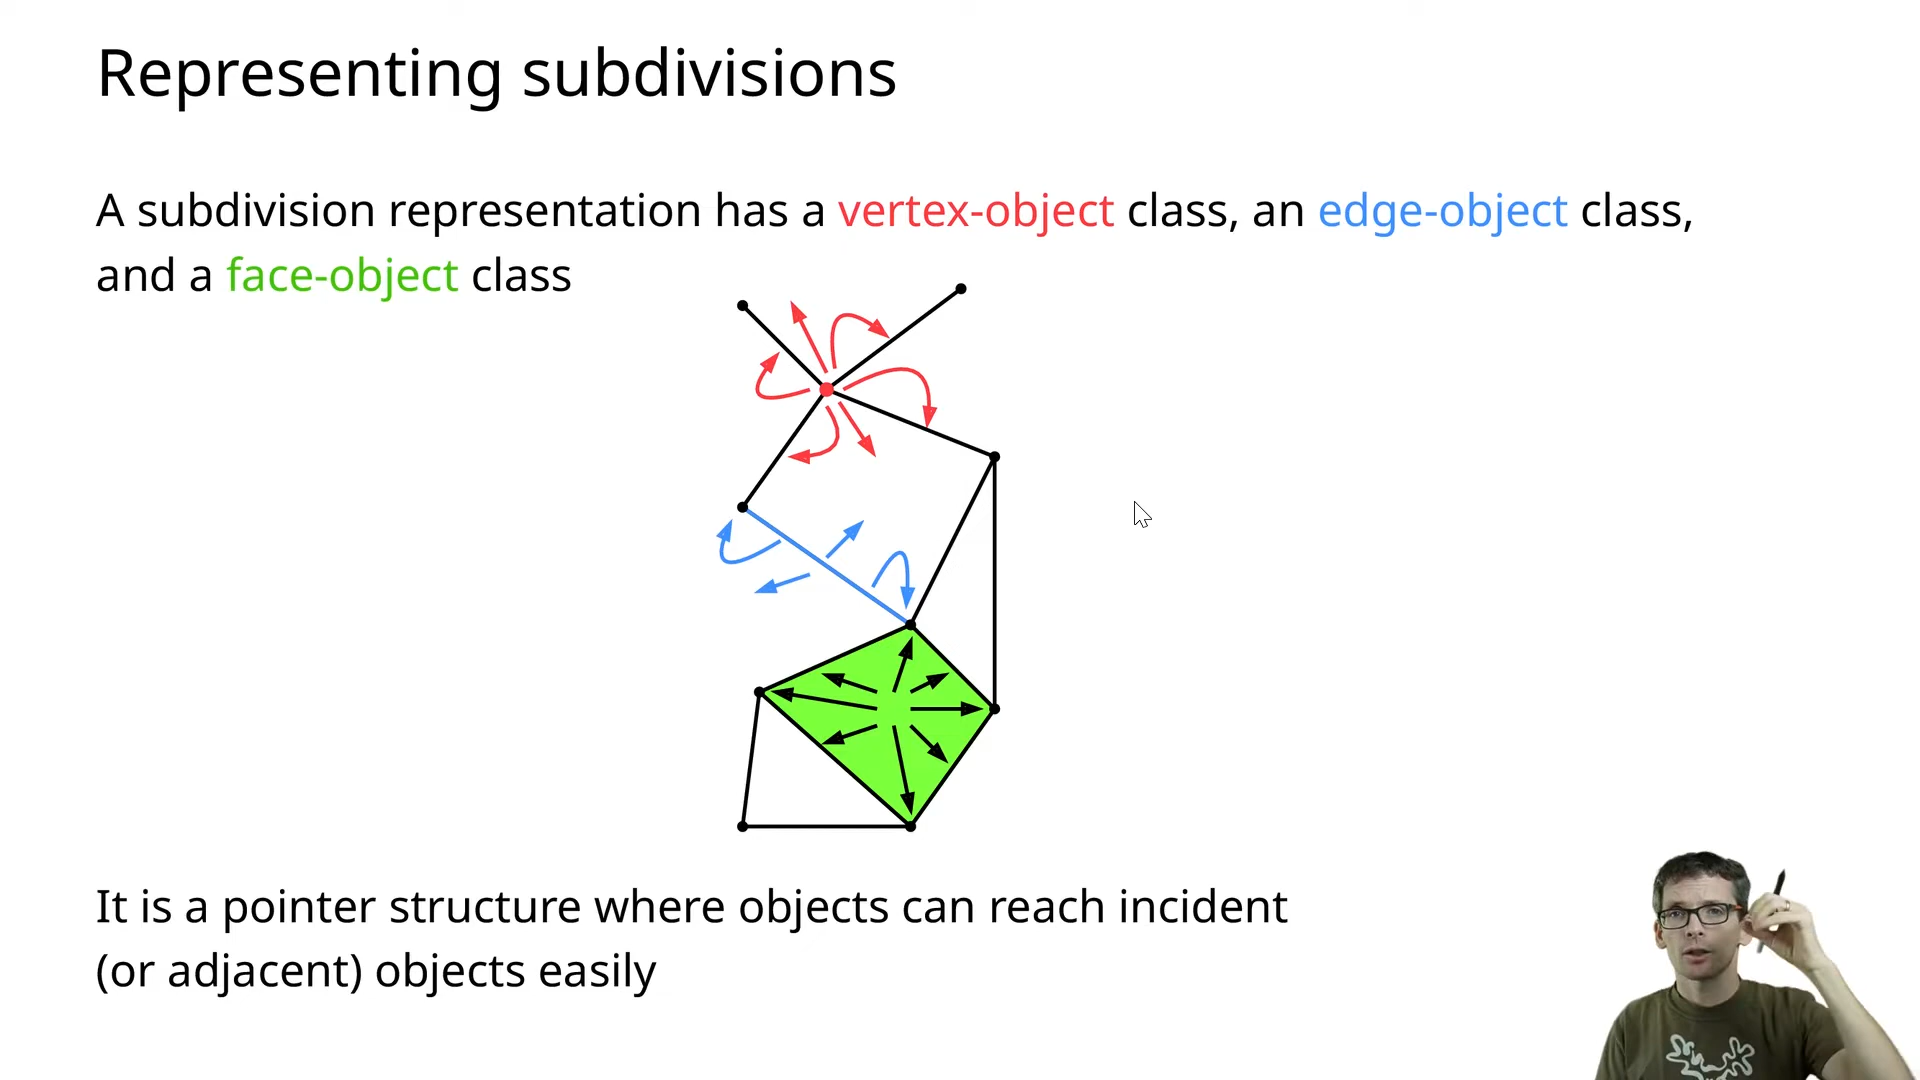 Representing subdivisions
A subdivision representation has a vertex-object class, an edge-object class,
and a face-object class
It is a pointer structure where objects can reach incident
(or adjacent) objects easily